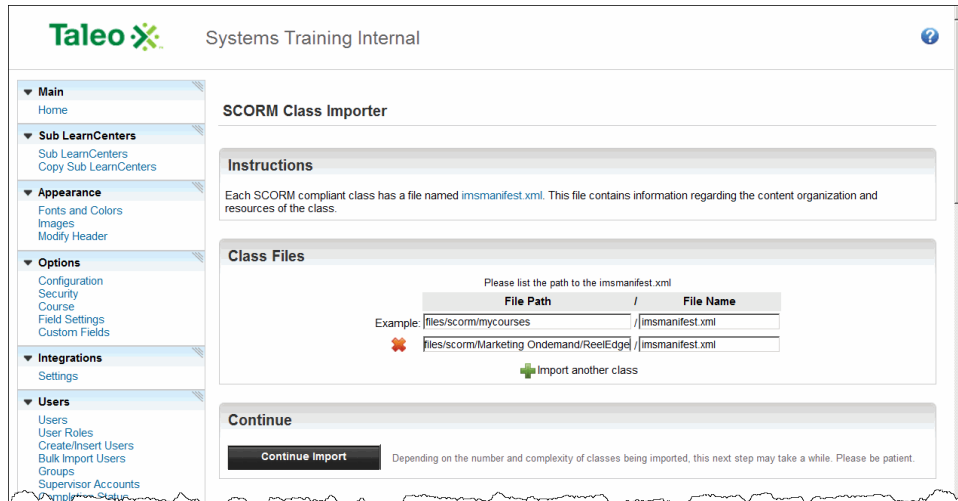 Taleo
Systems Training Internal
?
Main
Home
Sub LearnCenters
Sub LearnCenters
Copy Sub LearnCenters
Appearance
Fonts and Colors
Images
Modify Header
Options
Configuration
Security
Course
Field Settings
Custom Fields
Integrations
Settings
Users
Users
User Roles
Create/Insert Users
Bulk Import Users
Groups
Supervisor Accounts
Completion Status
SCORM Class Importer
Instructions
Each SCORM compliant class has a file named imsmanifest.xml. This file contains information regarding the content organization and
resources of the class.
Class Files
Please list the path to the imsmanifest.xml
File Path / File Name
Example: files/scorm/mycourses / imsmanifest.xml
files/scorm/Marketing Ondemand/ReelEdge / imsmanifest.xml
Import another class
Continue
Continue Import Depending on the number and complexity of classes being imported, this next step may take a while. Please be patient.